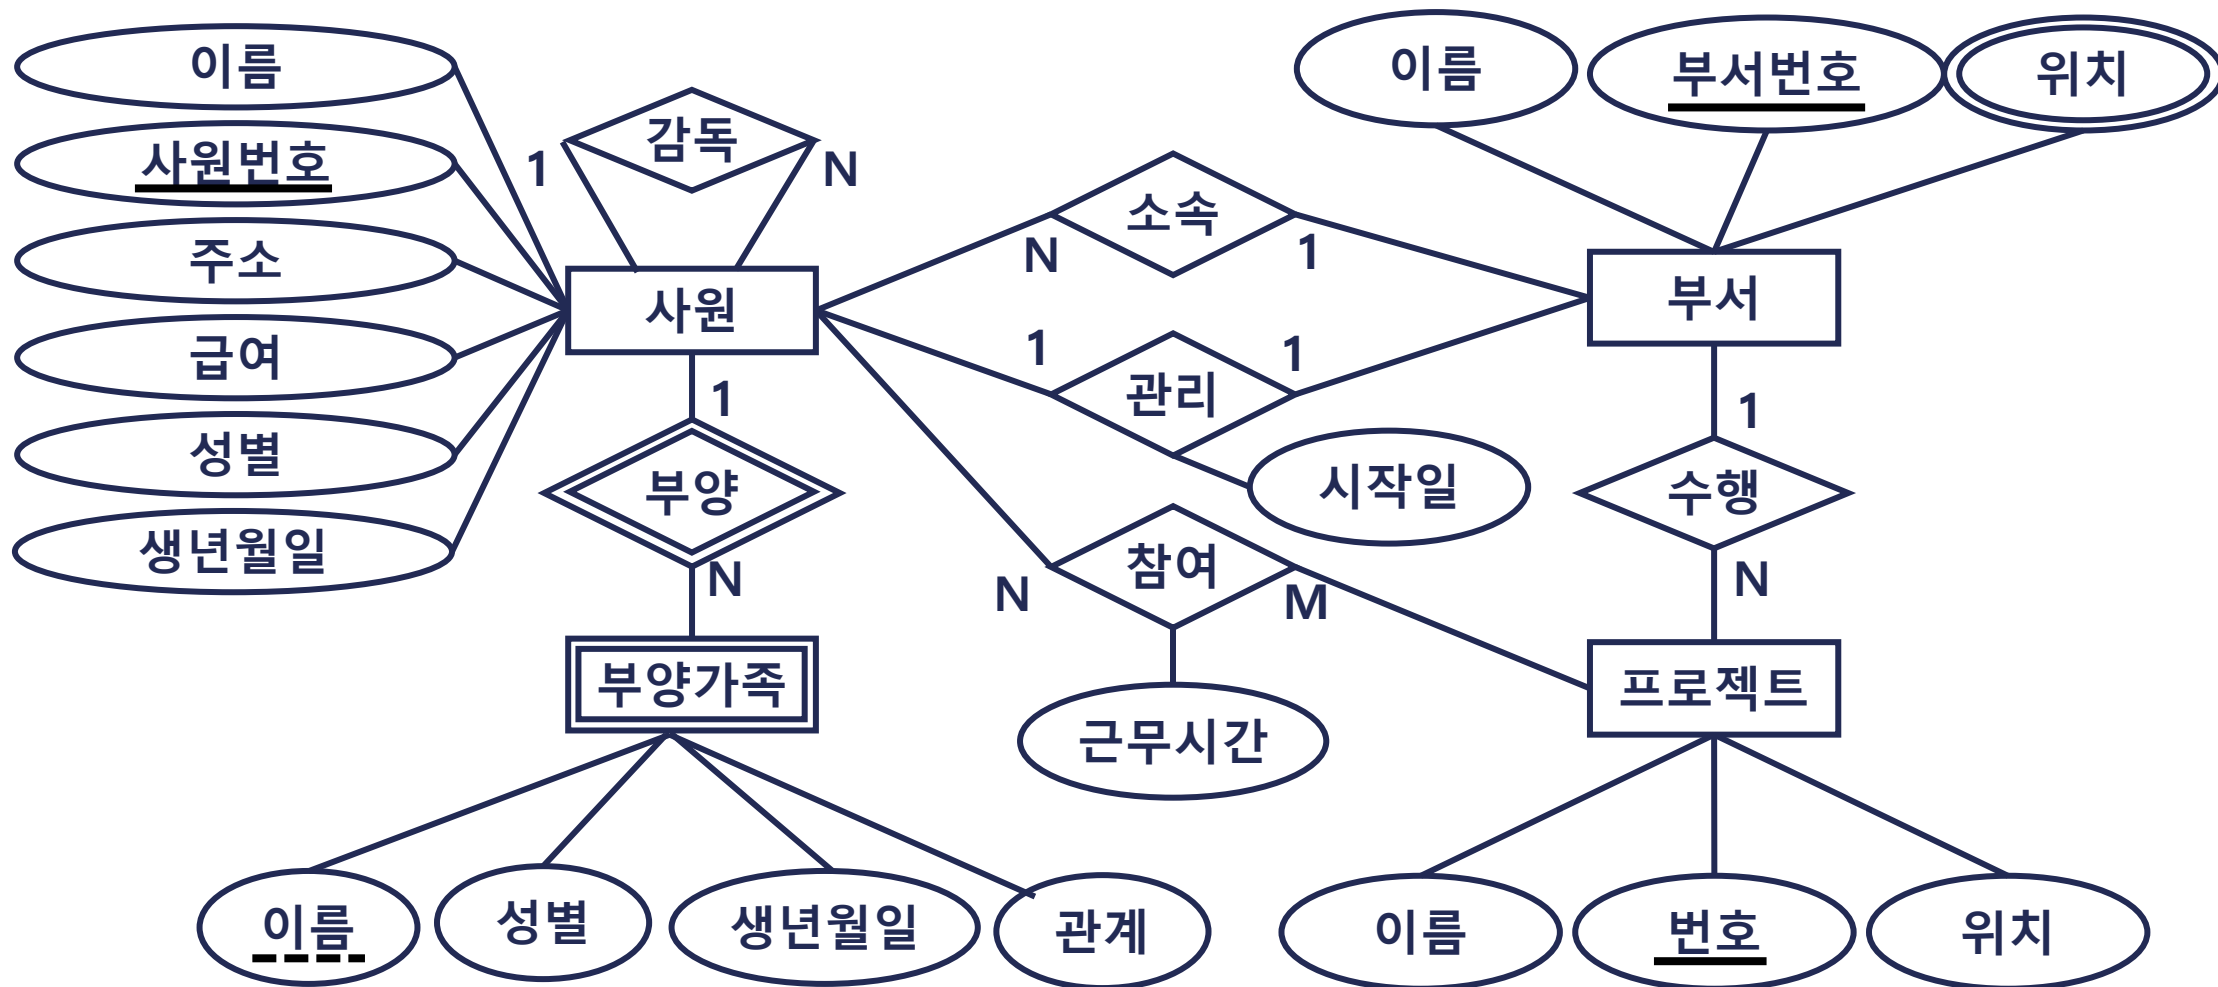 이름
사원번호
주소
급여
성별
생년월일
감독
1
N
사원
1
부양
N
부양가족
이름
성별
생년월일
관계
소속
N
1
관리
1
1
시작일
참여
N
M
근무시간
이름
부서번호
위치
부서
1
수행
N
프로젝트
이름
번호
위치